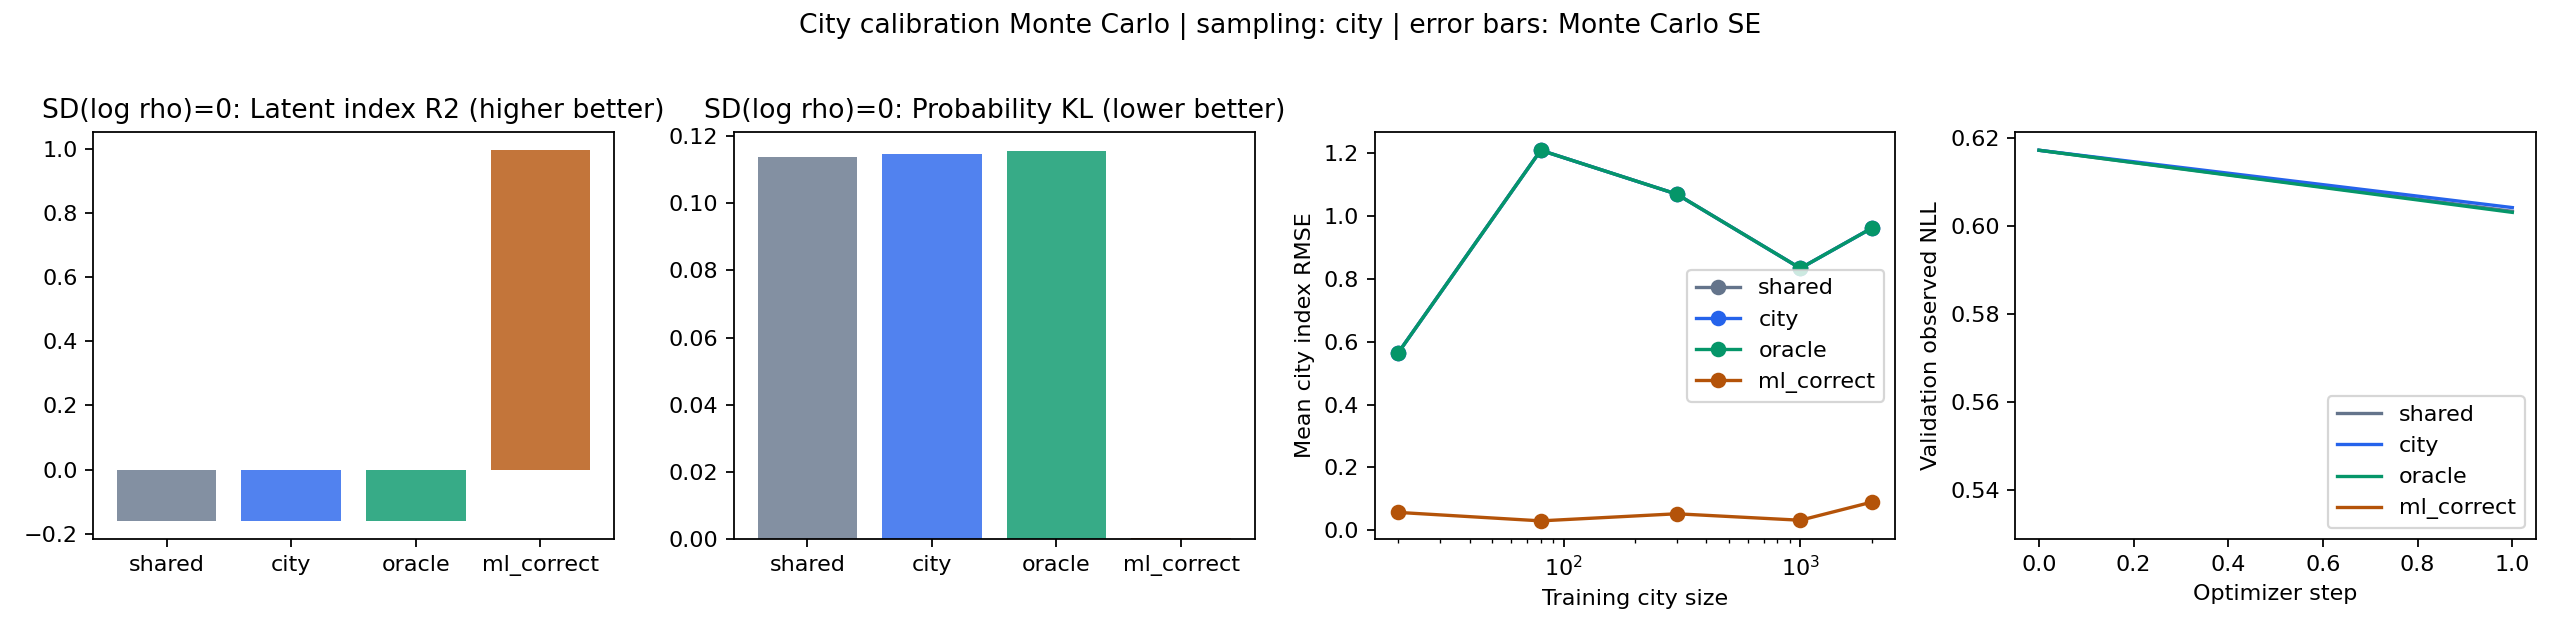 City calibration Monte Carlo | sampling: city | error bars: Monte Carlo SE
SD(log rho)=0: Latent index R2 (higher better)
1.0
0.8
0.6
0.4
0.2
0.0
−0.2
shared city oracle ml_correct
SD(log rho)=0: Probability KL (lower better)
0.12
0.10
0.08
0.06
0.04
0.02
0.00
shared city oracle ml_correct
Mean city index RMSE
1.2
1.0
0.8
0.6
0.4
0.2
0.0
shared
city
oracle
ml_correct
10² 10³
Training city size
Validation observed NLL
0.62
0.60
0.58
0.56
0.54
shared
city
oracle
ml_correct
0.0 0.2 0.4 0.6 0.8 1.0
Optimizer step